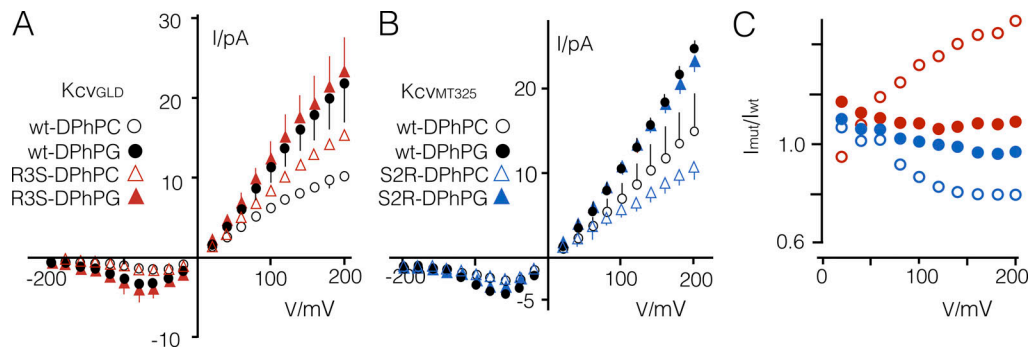 A
30
I/pA
KcvGLD
wt-DPhPC
wt-DPhPG
R3S-DPhPC
R3S-DPhPG
20
10
-200
100
200
V/mV
-10
B
I/pA
KcvMT325
wt-DPhPC
wt-DPhPG
S2R-DPhPC
S2R-DPhPG
20
10
-200
100
200
V/mV
-5
C
Imut/Iwt
1.0
0.6
0
100
200
V/mV